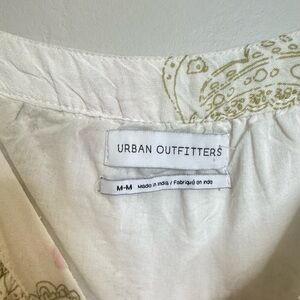 URBAN OUTFITTERS
M-M Made in India / Fabriqué en Inde